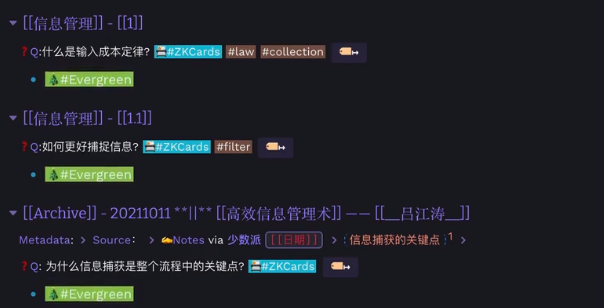 [[信息管理]] - [[1]]
❓Q:什么是输入成本定律? 📇#ZKCards #law #collection
🌲#Evergreen
[[信息管理]] - [[1.1]]
❓Q:如何更好捕捉信息? 📇#ZKCards #filter
🌲#Evergreen
[[Archive]] - 20211011 **||** [[高效信息管理术]] —— [[__吕江涛__]]
Metadata: > Source: > ✍Notes via 少数派 [[日期]] > 信息捕获的关键点 1 >
❓Q: 为什么信息捕获是整个流程中的关键点? 📇#ZKCards
🌲#Evergreen